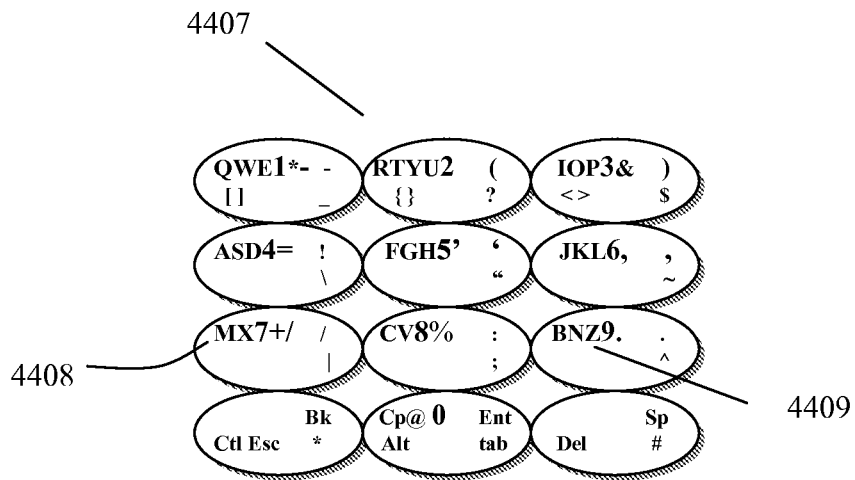 4407
QWE1*- - RTYU2 ( IOP3& )
[ ] _ { } ? < > $
ASD4= ! FGH5’ ‘ JKL6, ,
\ “ ~
MX7+/ / CV8% : BNZ9. .
| ; ^
4408
4409
Bk Cp@ 0 Ent Sp
Ctl Esc * Alt tab Del #